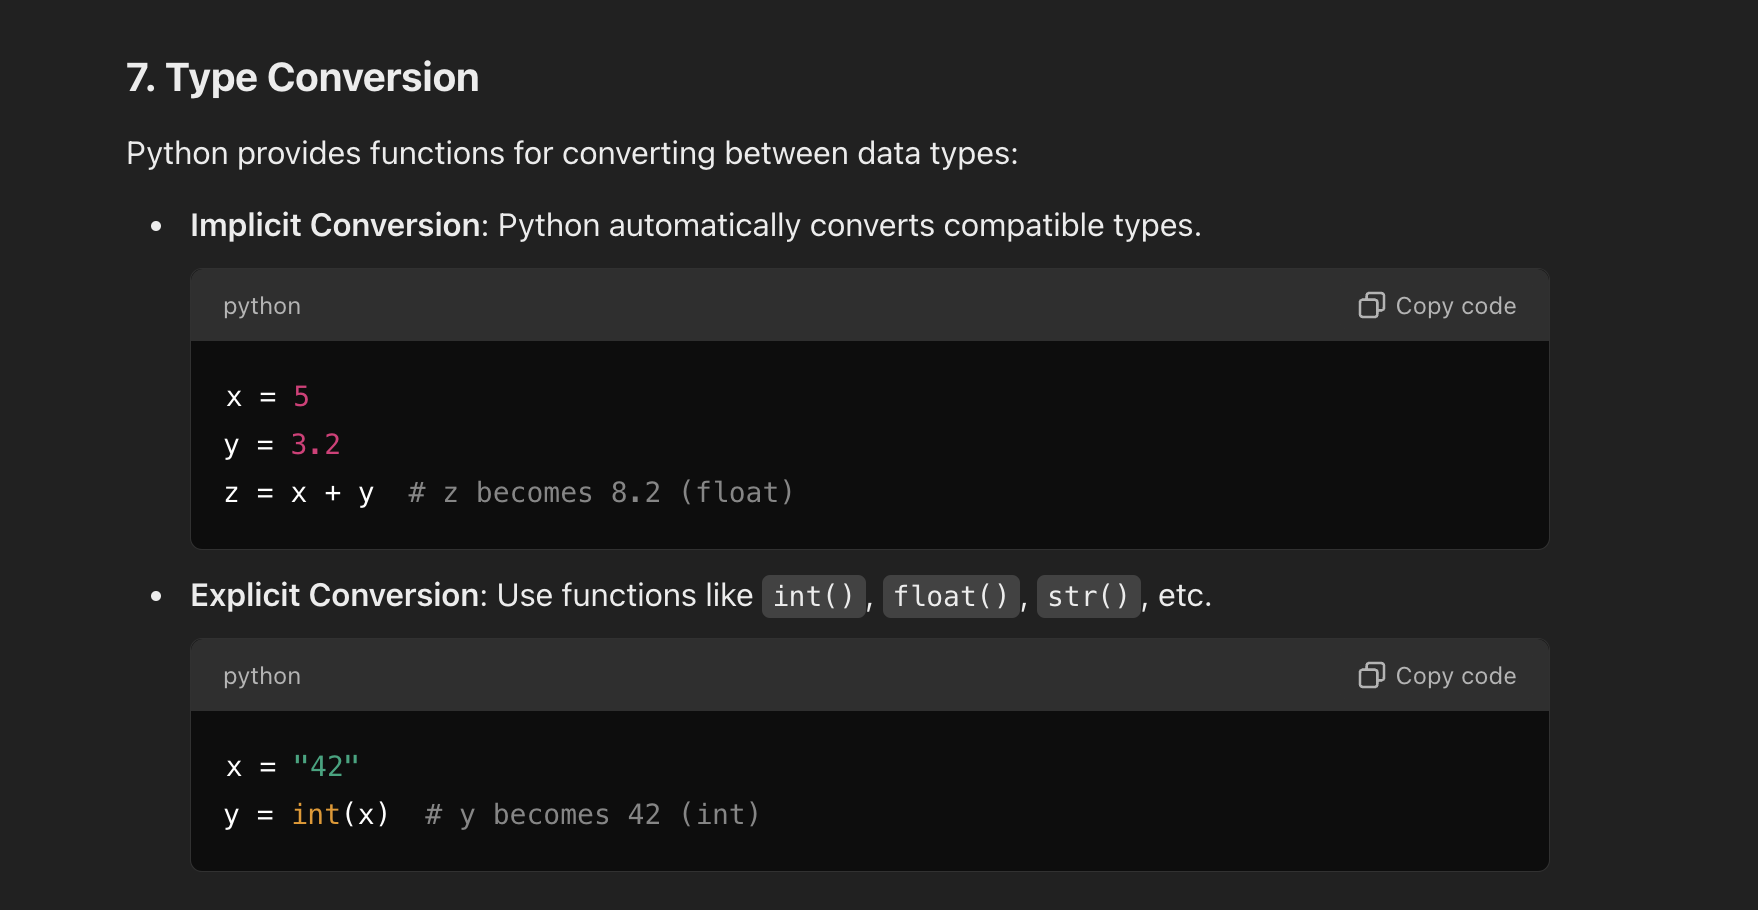 7. Type Conversion
Python provides functions for converting between data types:
• Implicit Conversion: Python automatically converts compatible types.
python Copy code
x = 5
y = 3.2
z = x + y  # z becomes 8.2 (float)
• Explicit Conversion: Use functions like int(), float(), str(), etc.
python Copy code
x = "42"
y = int(x)  # y becomes 42 (int)